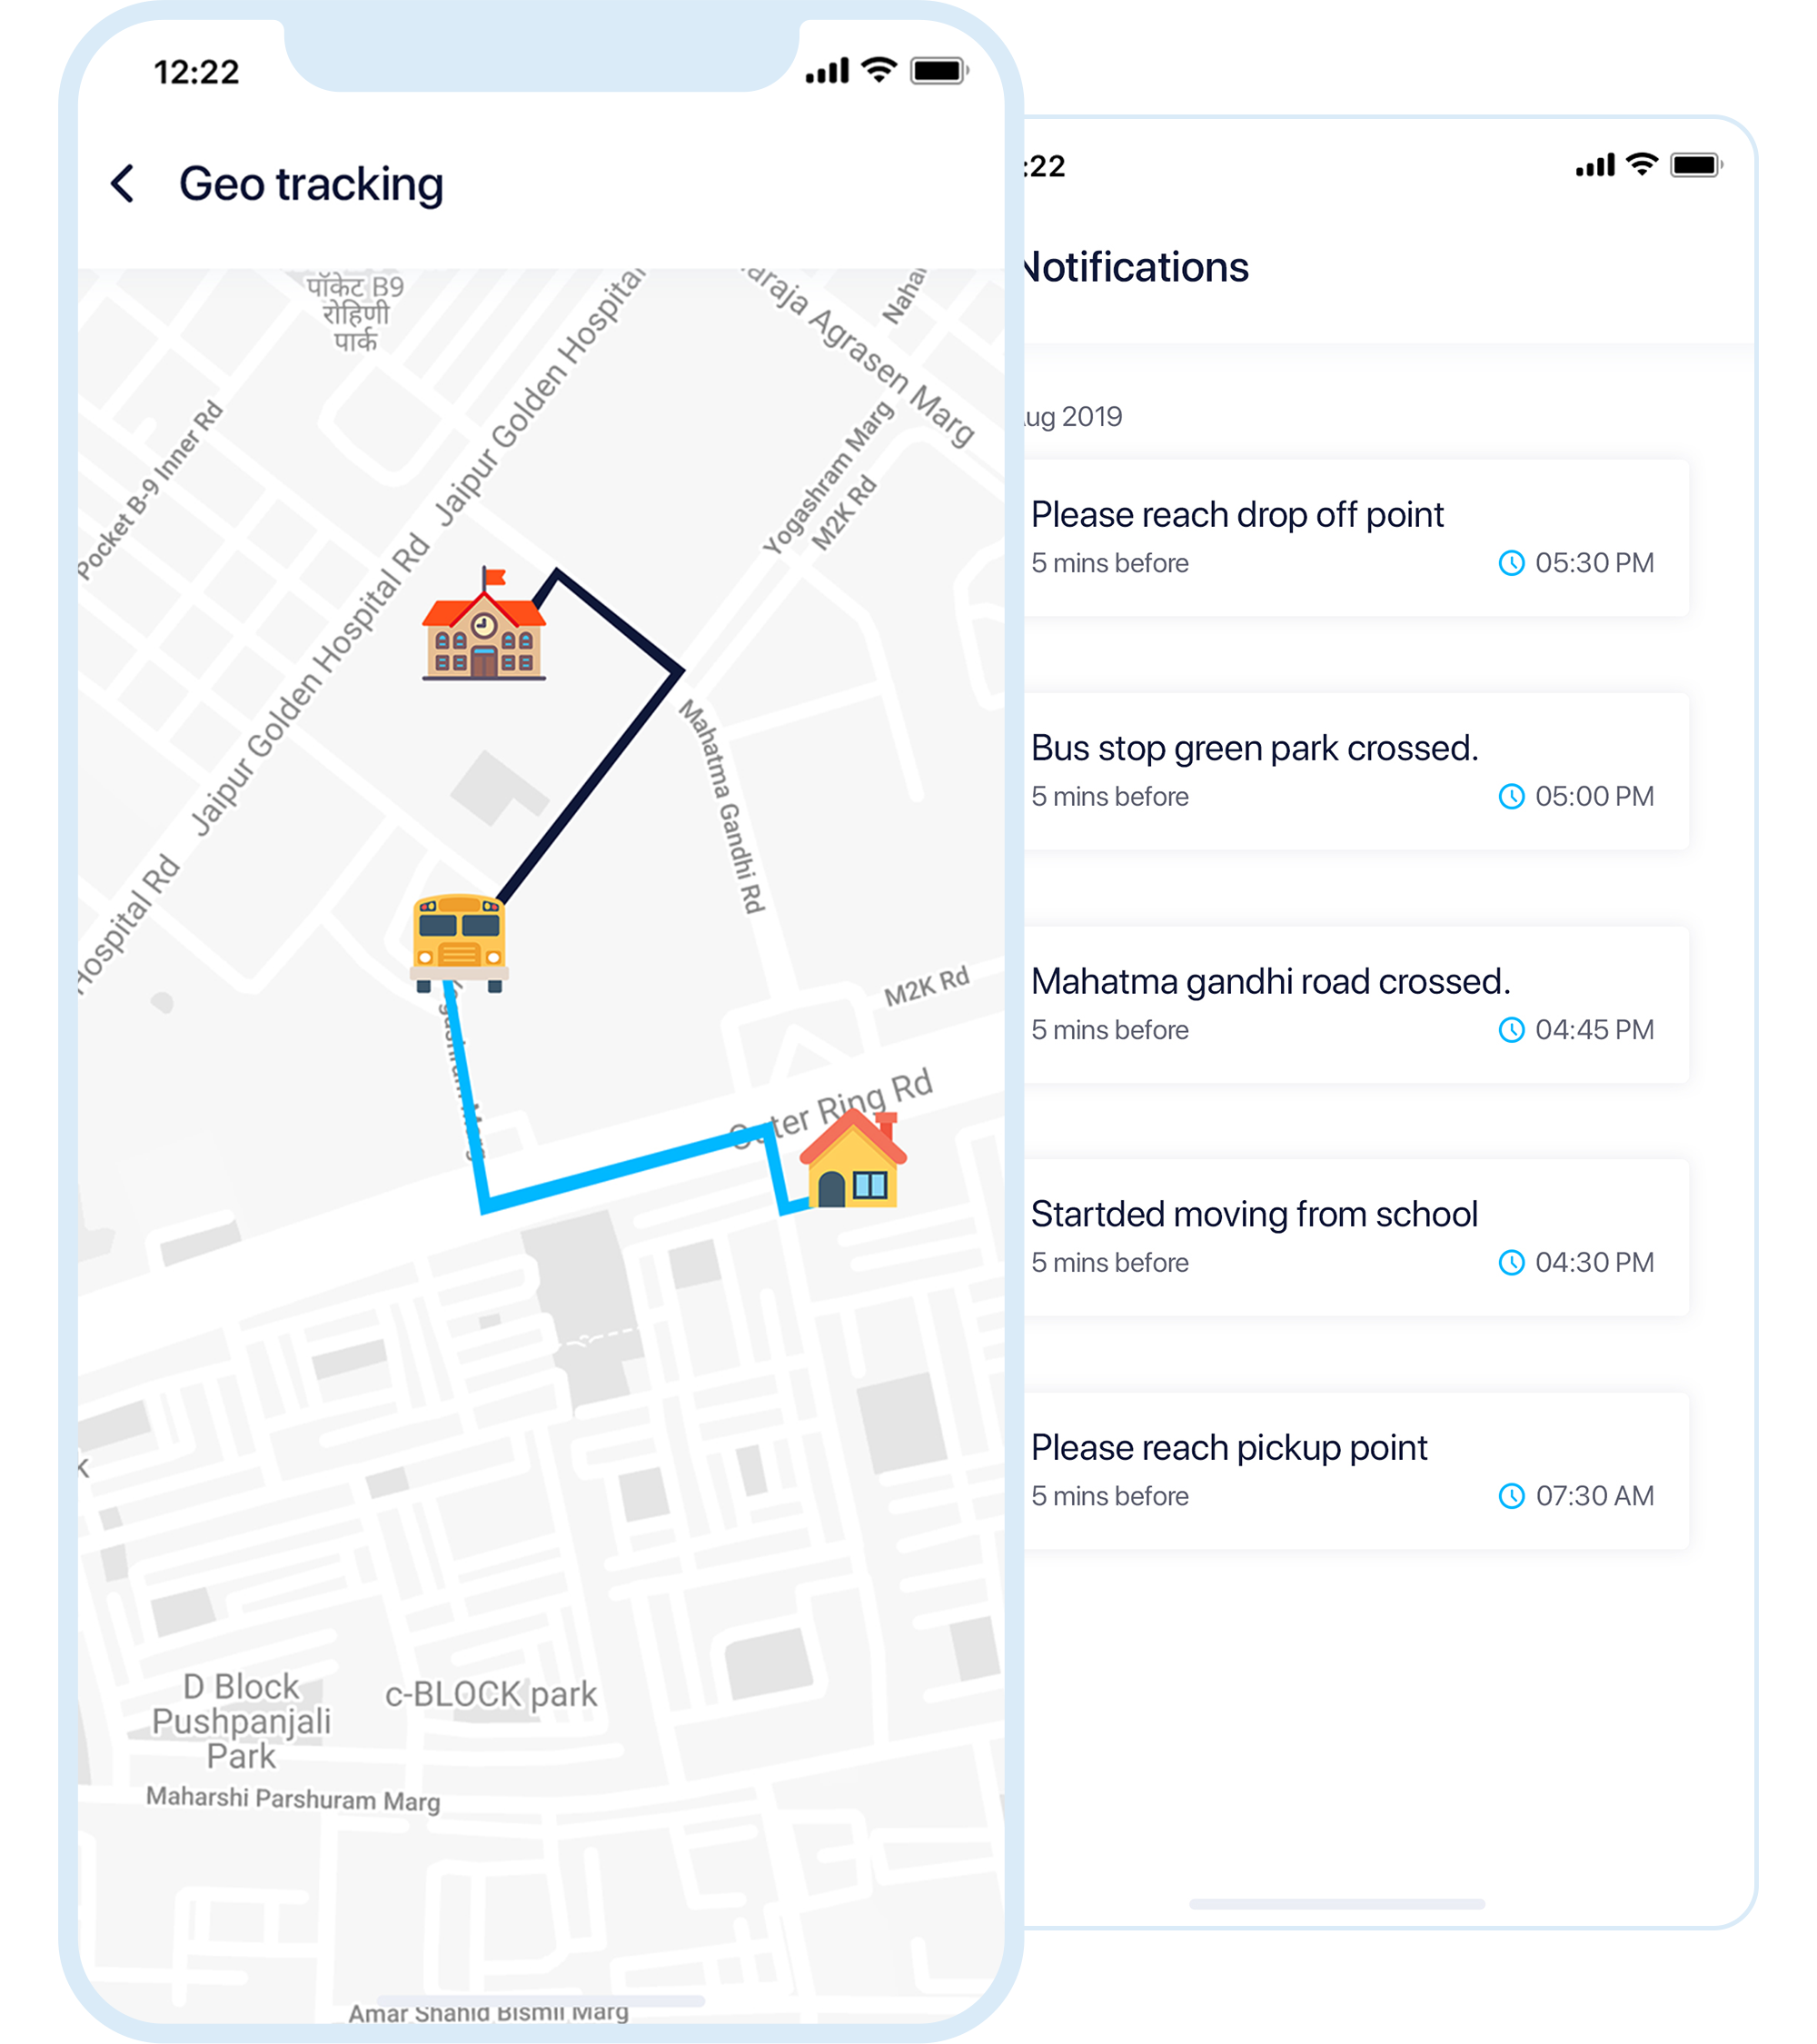 12:22
Geo tracking
पॉकेट B9
रोहिणी
पार्क
Jaipur Golden Hospital
Agrasen Marg
Pocket B-9 Inner Rd
Yogashram Marg
M2K Rd
Jaipur Golden Hospital Rd
Mahatma Gandhi Rd
Hospital Rd
M2K Rd
Marg
Outer Ring Rd
D Block
Pushpanjali
Park
c-BLOCK park
Maharshi Parshuram Marg
Amar Shahid Bismil Marg
:22
Notifications
Aug 2019
Please reach drop off point
5 mins before 05:30 PM
Bus stop green park crossed.
5 mins before 05:00 PM
Mahatma gandhi road crossed.
5 mins before 04:45 PM
Startded moving from school
5 mins before 04:30 PM
Please reach pickup point
5 mins before 07:30 AM